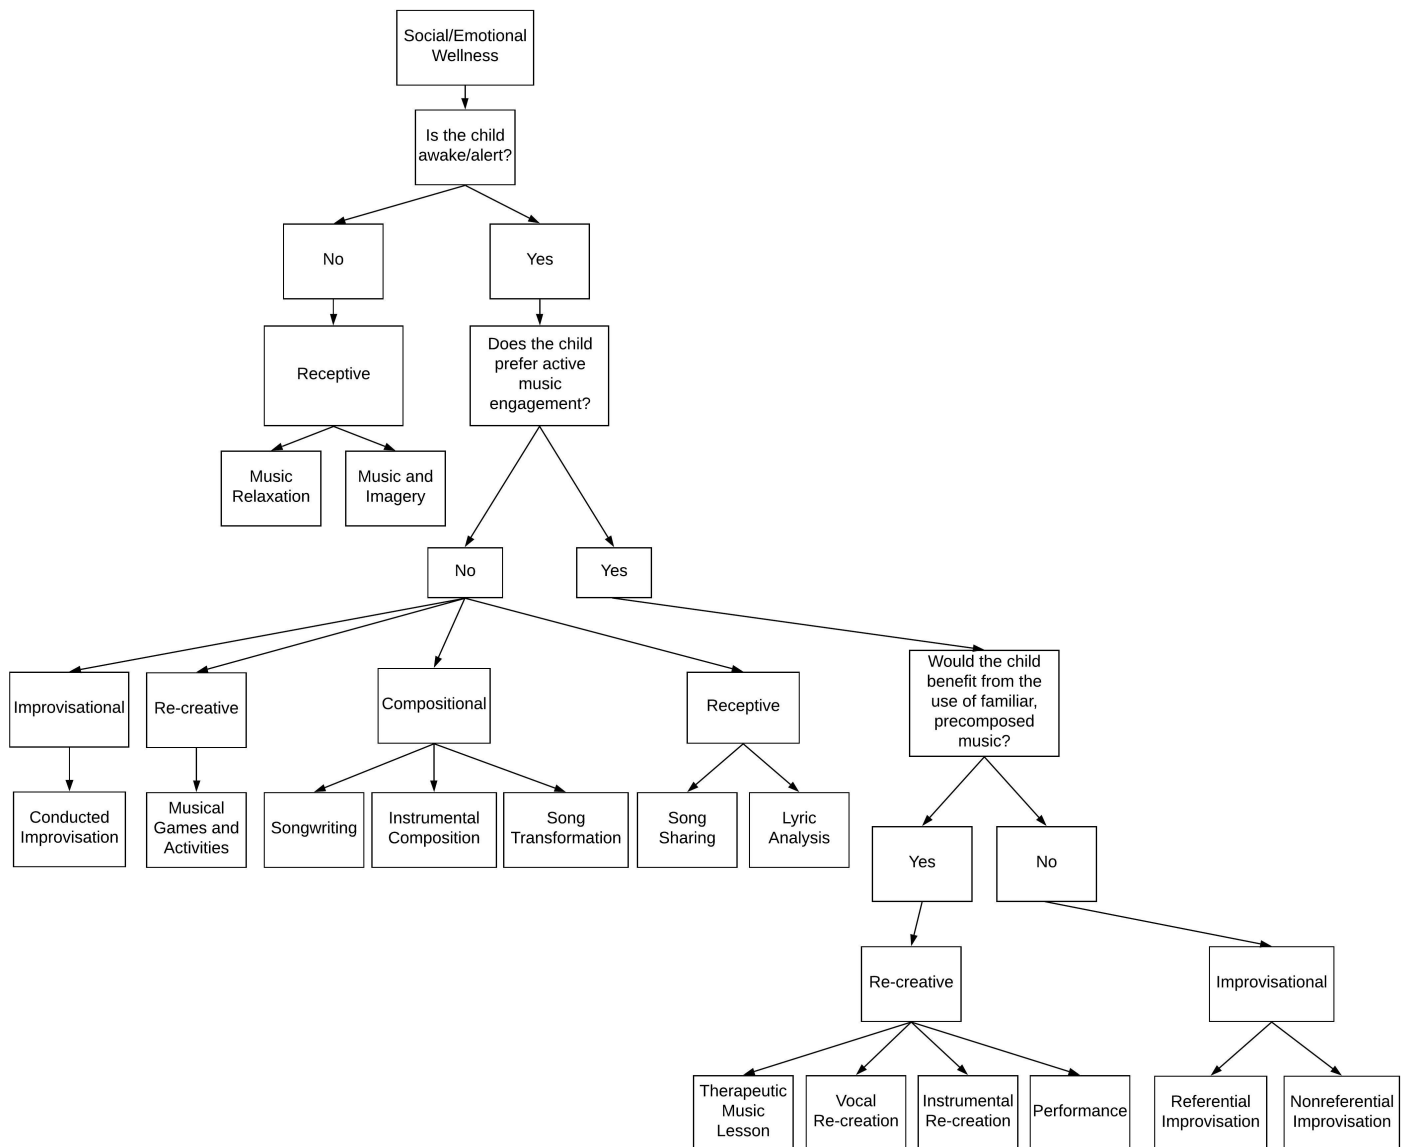 Social/Emotional
Wellness
Is the child
awake/alert?
No
Yes
Receptive
Does the child
prefer active
music
engagement?
Music
Relaxation
Music and
Imagery
No
Yes
Improvisational
Re-creative
Compositional
Receptive
Would the child
benefit from the
use of familiar,
precomposed
music?
Conducted
Improvisation
Musical
Games and
Activities
Songwriting
Instrumental
Composition
Song
Transformation
Song
Sharing
Lyric
Analysis
Yes
No
Re-creative
Improvisational
Therapeutic
Music
Lesson
Vocal
Re-creation
Instrumental
Re-creation
Performance
Referential
Improvisation
Nonreferential
Improvisation